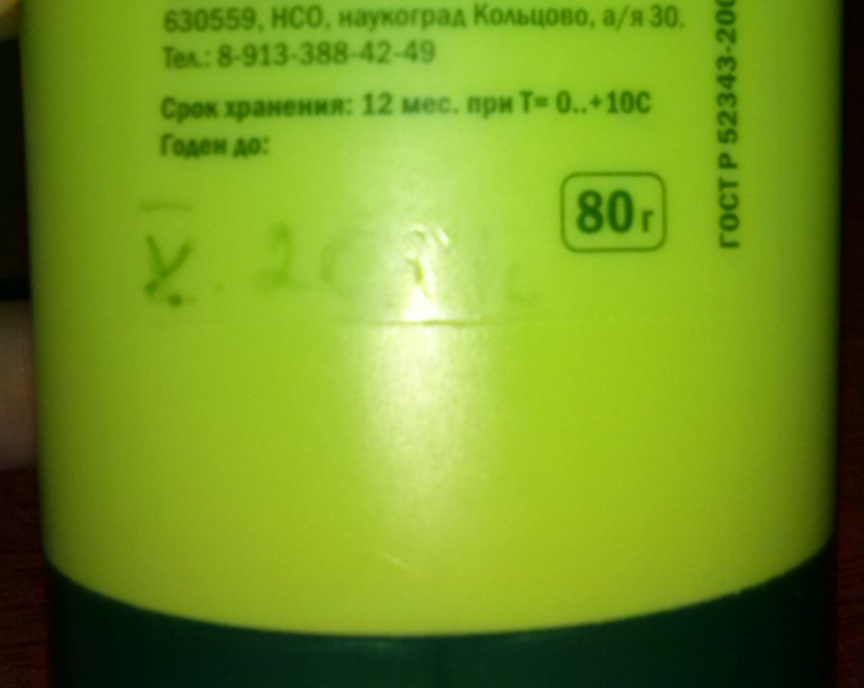 630559, НСО, наукоград Кольцово, а/я 30.
Тел.: 8-913-388-42-49
Срок хранения: 12 мес. при Т= 0..+10С
Годен до:
80 г
ГОСТ Р 52343-200